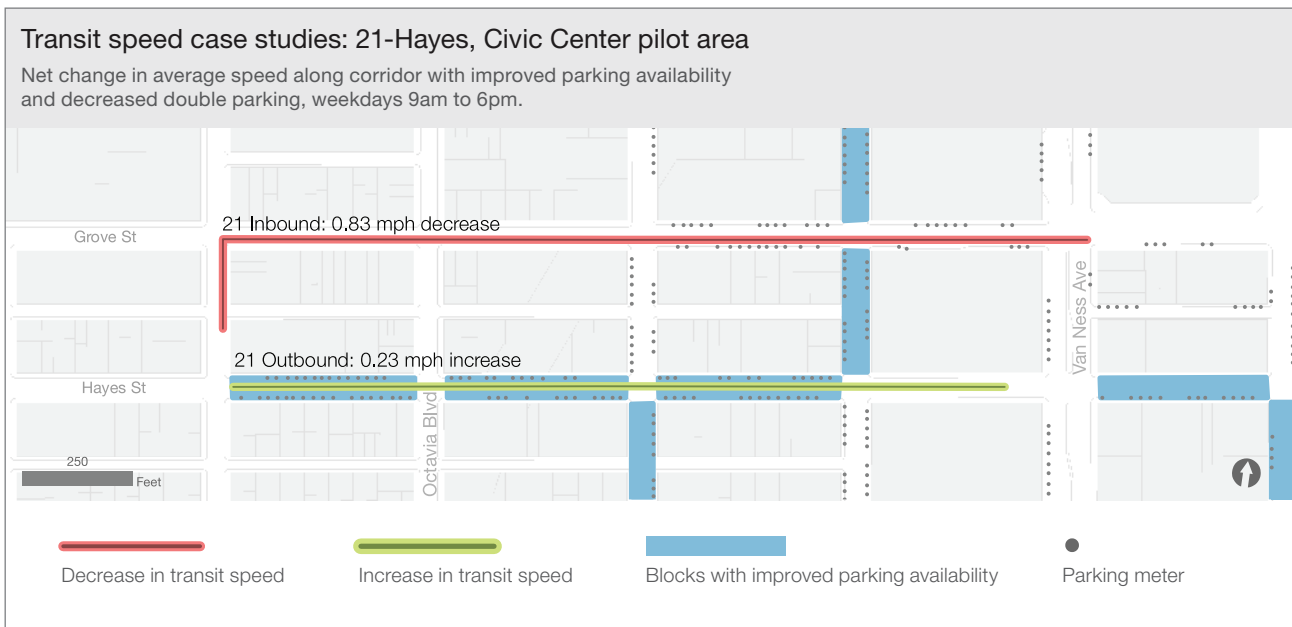 Transit speed case studies: 21-Hayes, Civic Center pilot area
Net change in average speed along corridor with improved parking availability
and decreased double parking, weekdays 9am to 6pm.
21 Inbound: 0.83 mph decrease
Grove St
Van Ness Ave
21 Outbound: 0.23 mph increase
Hayes St
Octavia Blvd
250
Feet
Decrease in transit speed
Increase in transit speed
Blocks with improved parking availability
Parking meter